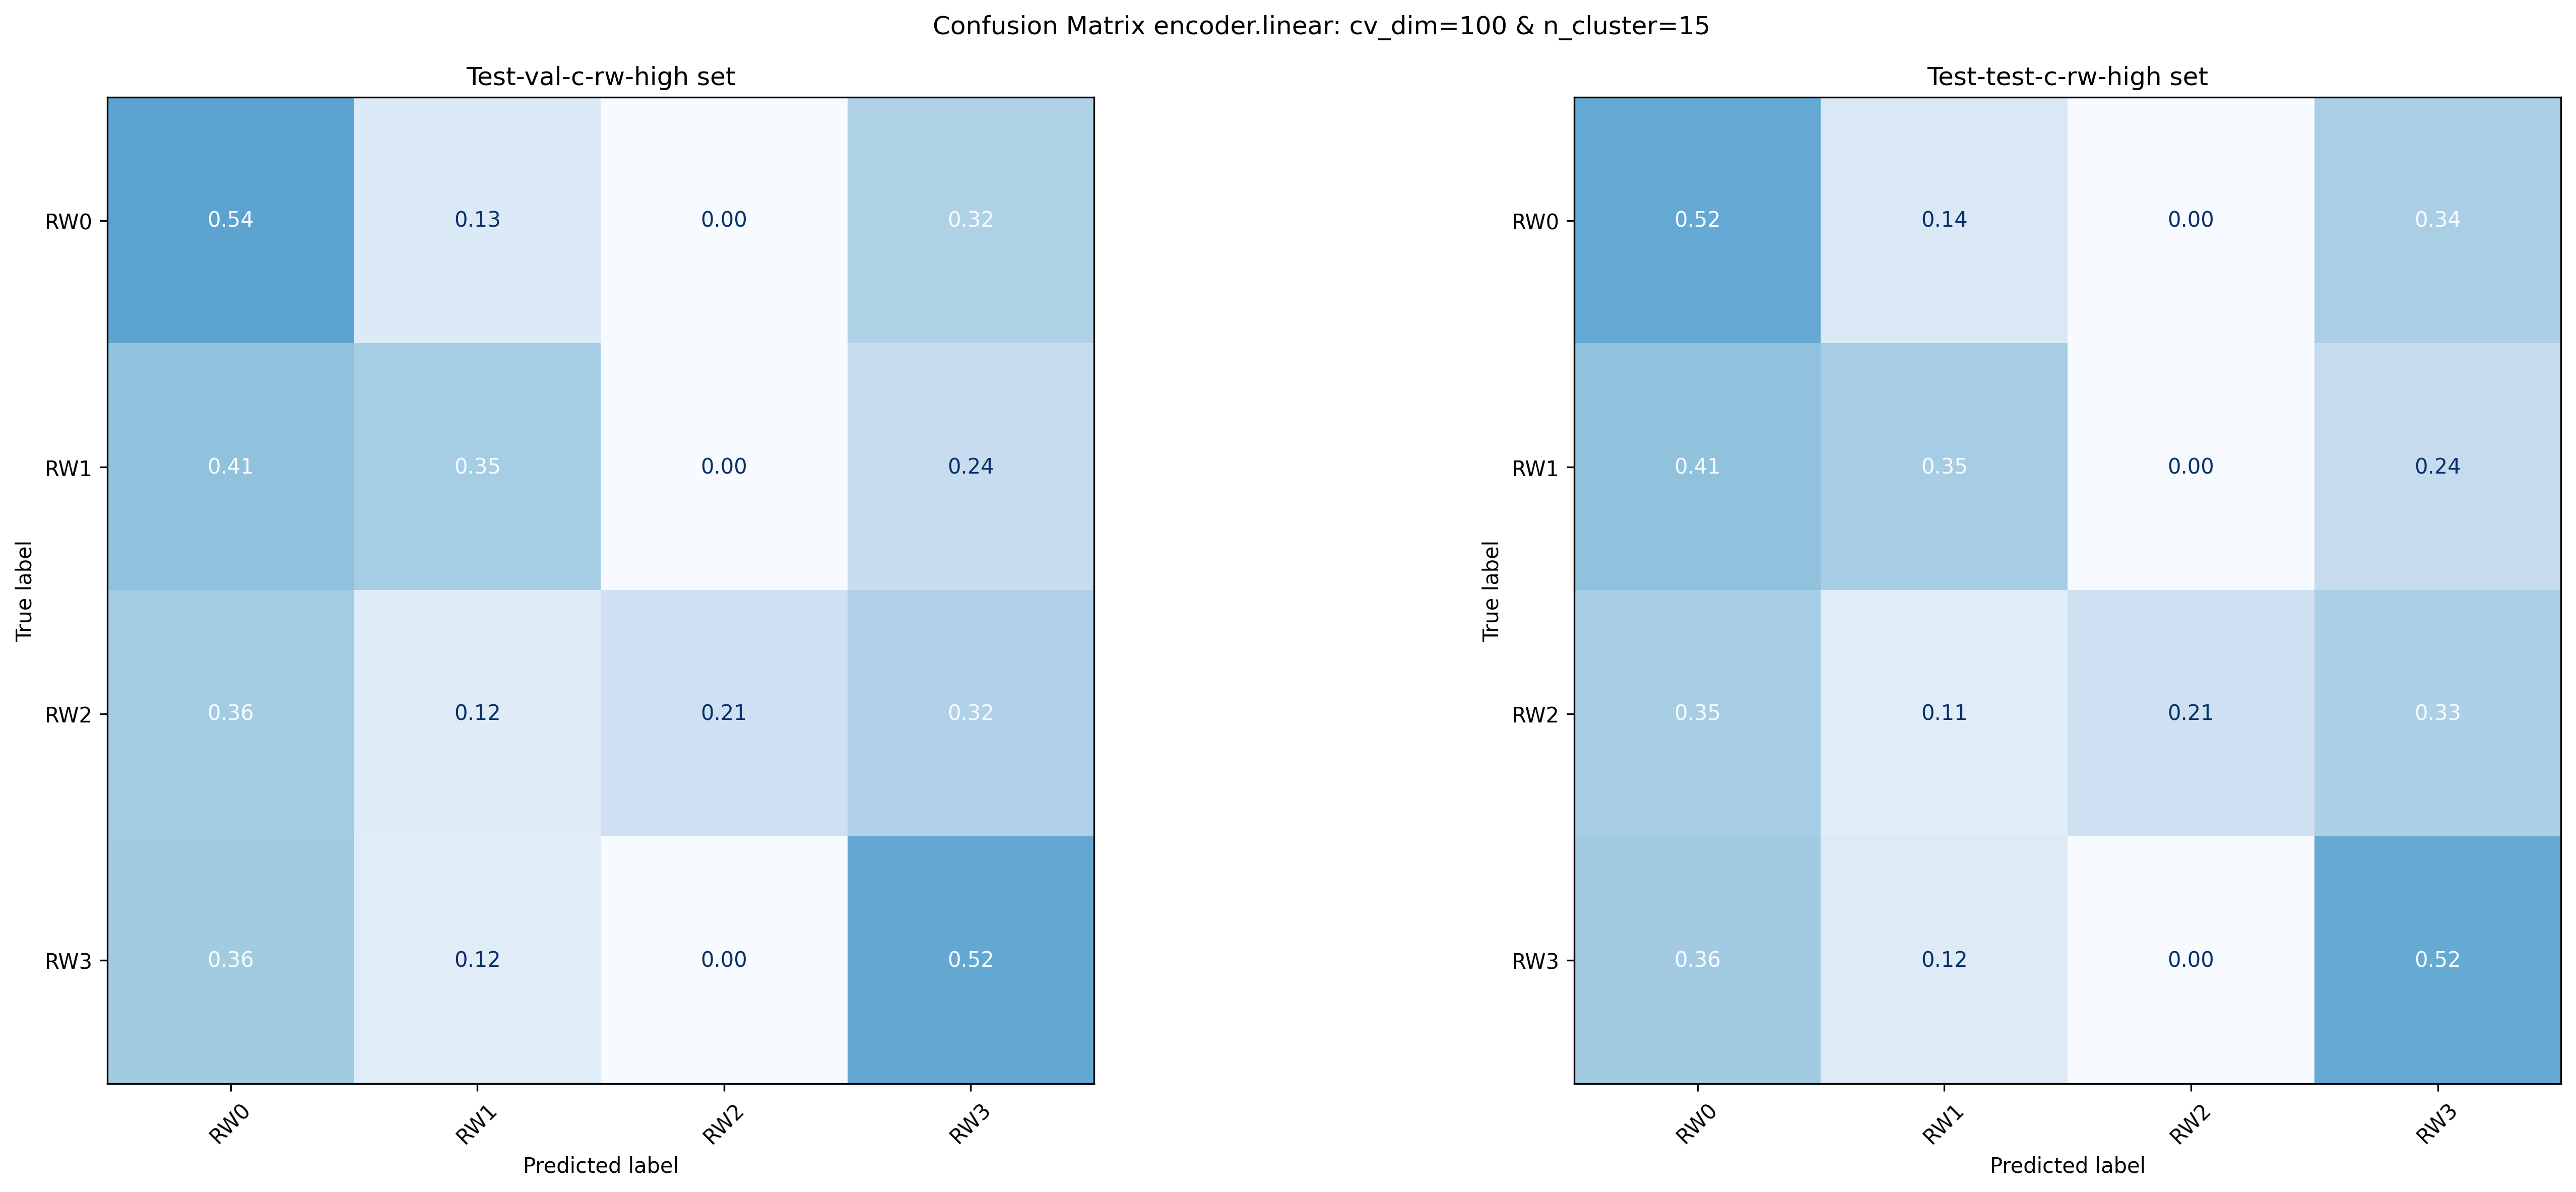 Confusion Matrix encoder.linear: cv_dim=100 & n_cluster=15
Test-val-c-rw-high set
True label
RW0 0.54 0.13 0.00 0.32
RW1 0.41 0.35 0.00 0.24
RW2 0.36 0.12 0.21 0.32
RW3 0.36 0.12 0.00 0.52
RW0 RW1 RW2 RW3
Predicted label
Test-test-c-rw-high set
True label
RW0 0.52 0.14 0.00 0.34
RW1 0.41 0.35 0.00 0.24
RW2 0.35 0.11 0.21 0.33
RW3 0.36 0.12 0.00 0.52
RW0 RW1 RW2 RW3
Predicted label